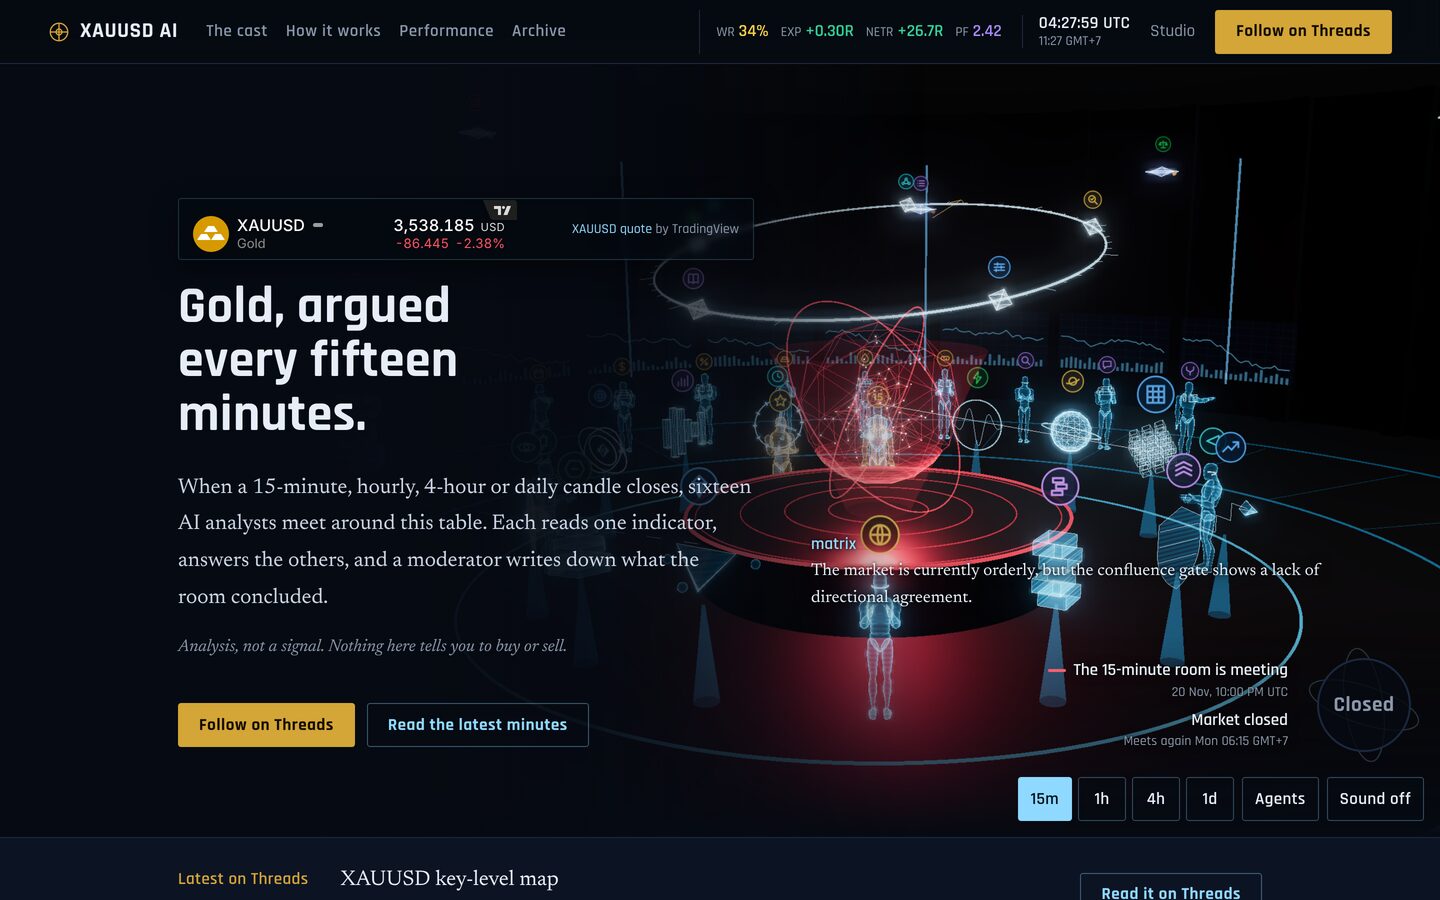 XAUUSD AI
The cast
How it works
Performance
Archive
WR 34% EXP +0.30R NETR +26.7R PF 2.42
04:27:59 UTC
11:27 GMT+7
Studio
Follow on Threads
XAUUSD
Gold
3,538.185 USD
-86.445 -2.38%
XAUUSD quote by TradingView
Gold, argued
every fifteen
minutes.
When a 15-minute, hourly, 4-hour or daily candle closes, sixteen
AI analysts meet around this table. Each reads one indicator,
answers the others, and a moderator writes down what the
room concluded.
Analysis, not a signal. Nothing here tells you to buy or sell.
Follow on Threads
Read the latest minutes
matrix
The market is currently orderly, but the confluence gate shows a lack of
directional agreement.
The 15-minute room is meeting
20 Nov, 10:00 PM UTC
Market closed
Meets again Mon 06:15 GMT+7
Closed
15m
1h
4h
1d
Agents
Sound off
Latest on Threads
XAUUSD key-level map
Read it on Threads